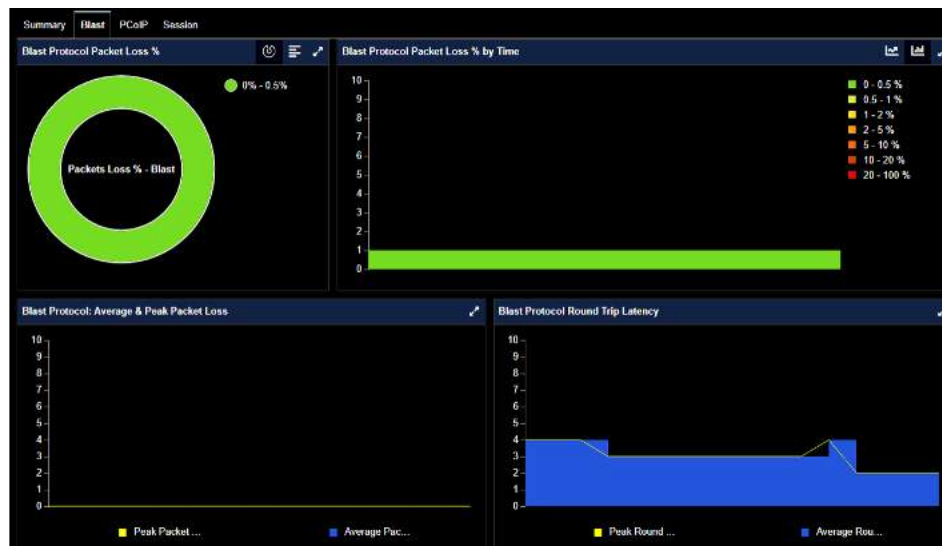 Summary Blast PCoIP Session
Blast Protocol Packet Loss %
0% - 0.5%
Packets Loss % - Blast
Blast Protocol Packet Loss % by Time
10
9
8
7
6
5
4
3
2
1
0
0 - 0.5 %
0.5 - 1 %
1 - 2 %
2 - 5 %
5 - 10 %
10 - 20 %
20 - 100 %
Blast Protocol: Average & Peak Packet Loss
10
9
8
7
6
5
4
3
2
1
0
Peak Packet ...
Average Pac...
Blast Protocol Round Trip Latency
10
9
8
7
6
5
4
3
2
1
0
Peak Round ...
Average Rou...